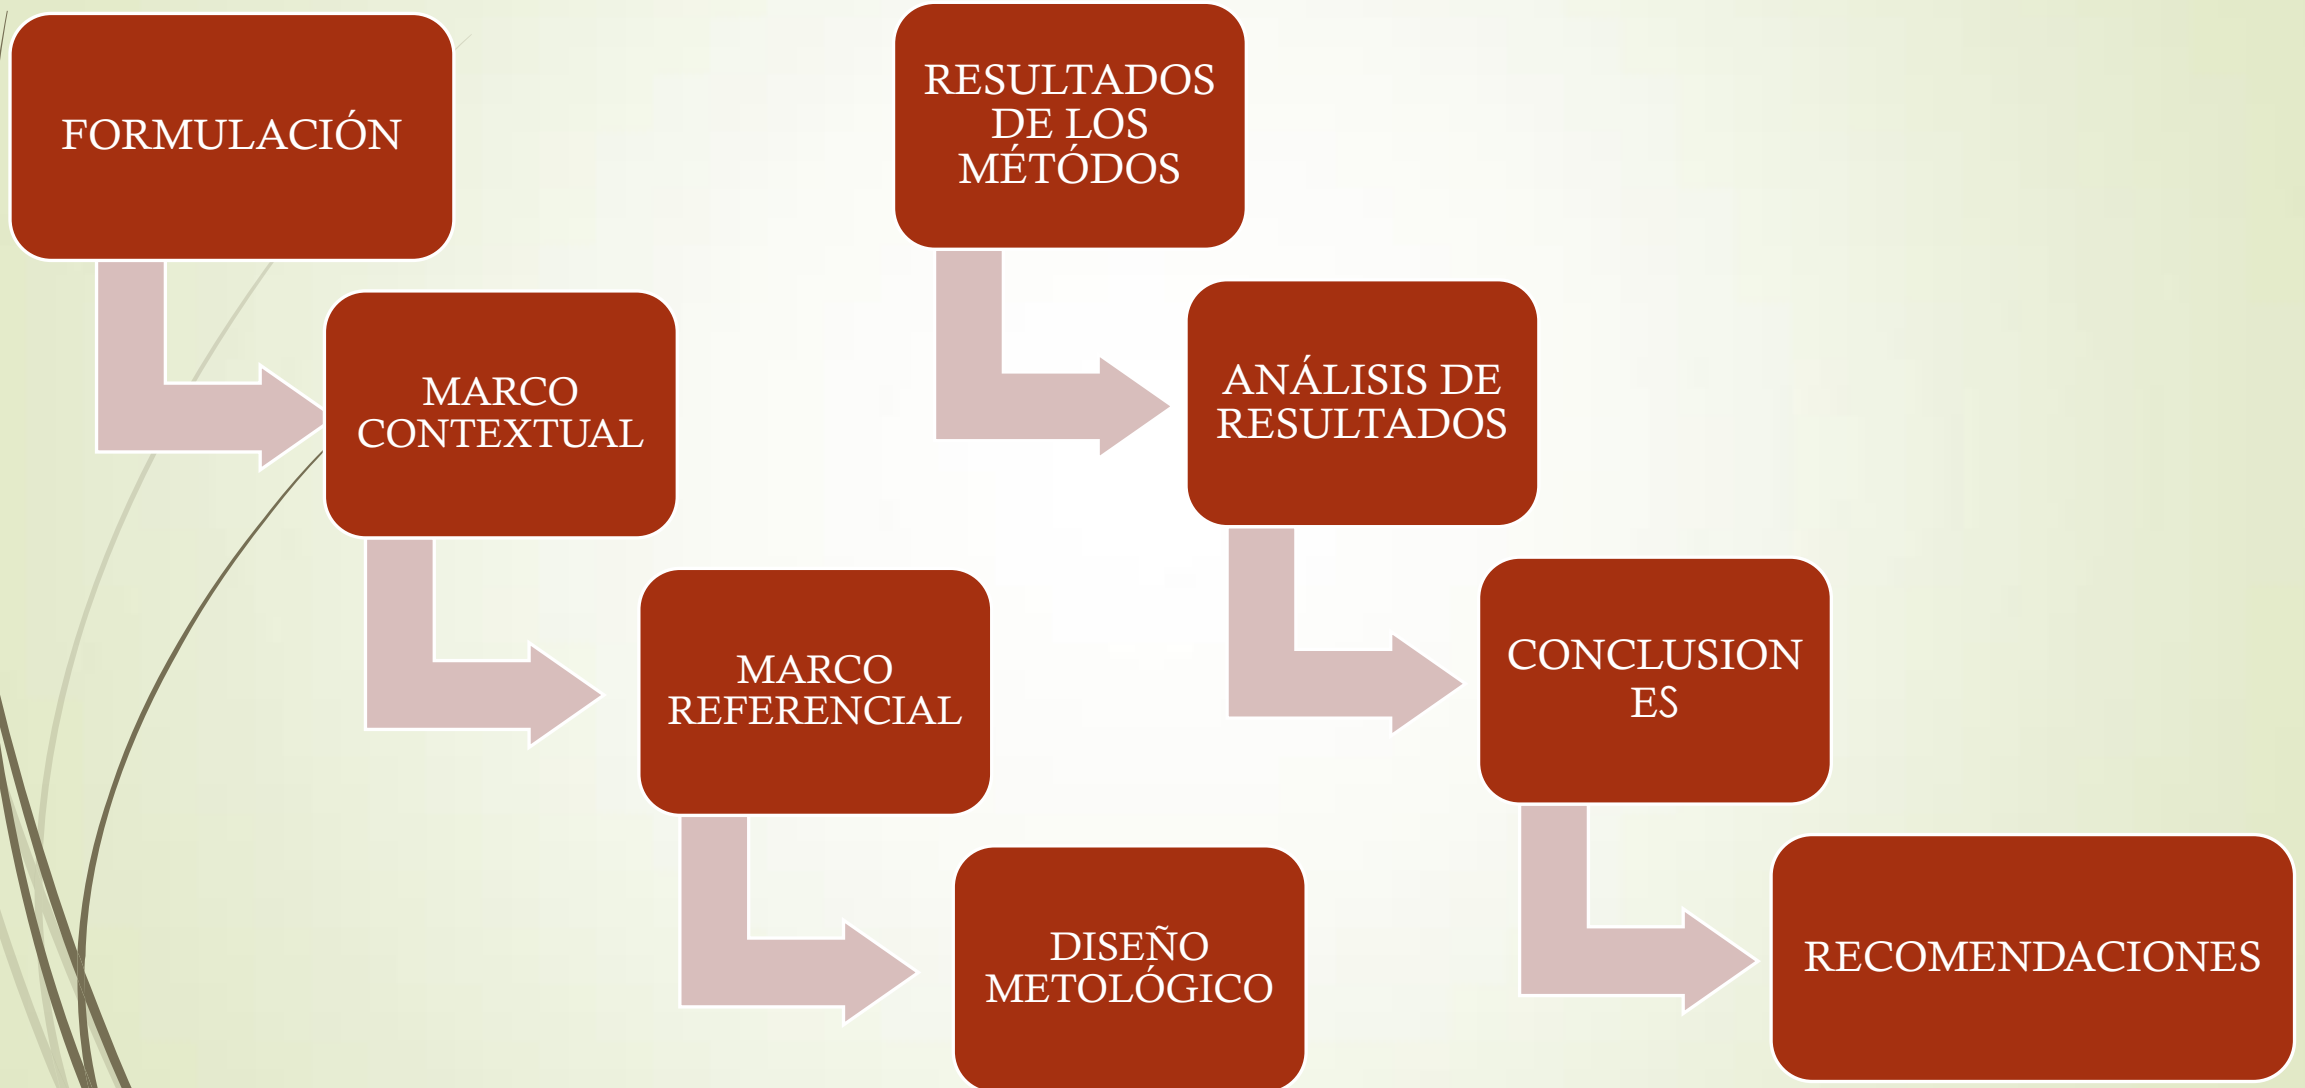 FORMULACIÓN
MARCO
CONTEXTUAL
MARCO
REFERENCIAL
DISEÑO
METOLÓGICO
RESULTADOS
DE LOS
MÉTÓDOS
ANÁLISIS DE
RESULTADOS
CONCLUSION
ES
RECOMENDACIONES